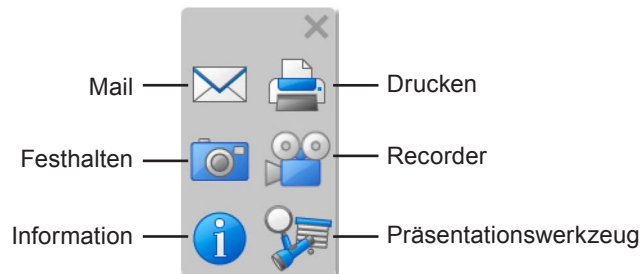 Mail
Drucken
Festhalten
Recorder
Information
Präsentationswerkzeug